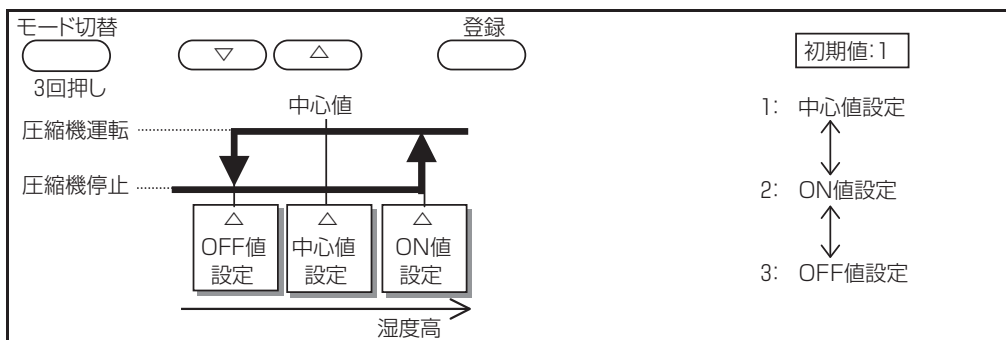 モード切替
▽
△
登録
3回押し
初期値:1
中心値
圧縮機運転
圧縮機停止
△
OFF値
設定
△
中心値
設定
△
ON値
設定
湿度高
1: 中心値設定
2: ON値設定
3: OFF値設定